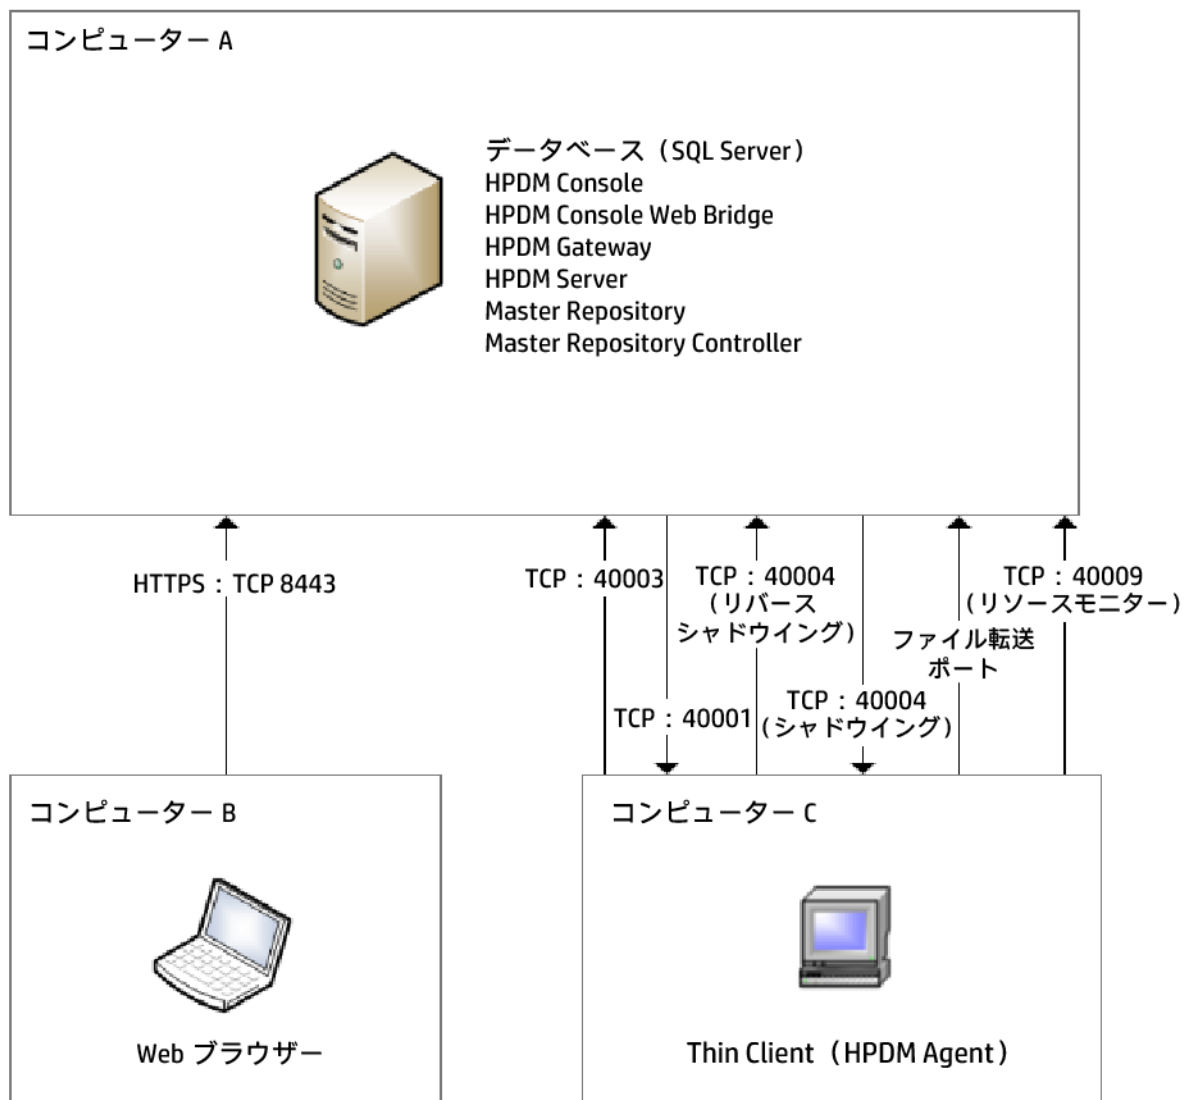 コンピューター A
データベース（SQL Server）
HPDM Console
HPDM Console Web Bridge
HPDM Gateway
HPDM Server
Master Repository
Master Repository Controller
HTTPS：TCP 8443
TCP：40003
TCP：40004
（リバース
シャドウイング）
TCP：40009
（リソースモニター）
ファイル転送
ポート
TCP：40001
TCP：40004
（シャドウイング）
コンピューター B
Web ブラウザー
コンピューター C
Thin Client（HPDM Agent）